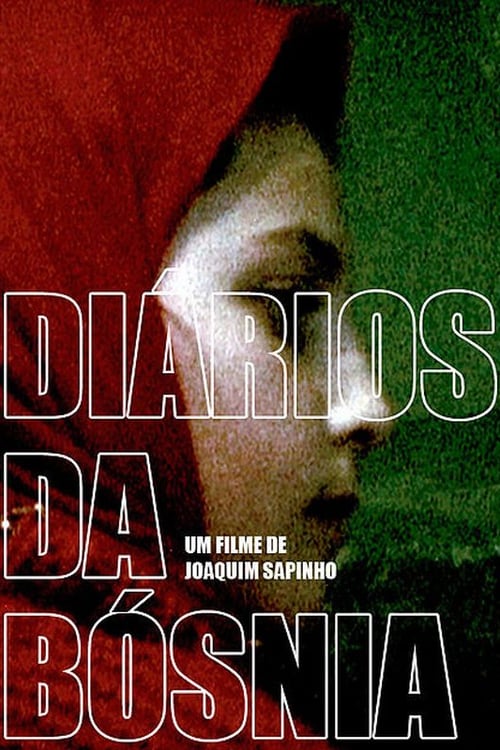 DIÁRIOS
DA
UM FILME DE
JOAQUIM SAPINHO
BÓSNIA